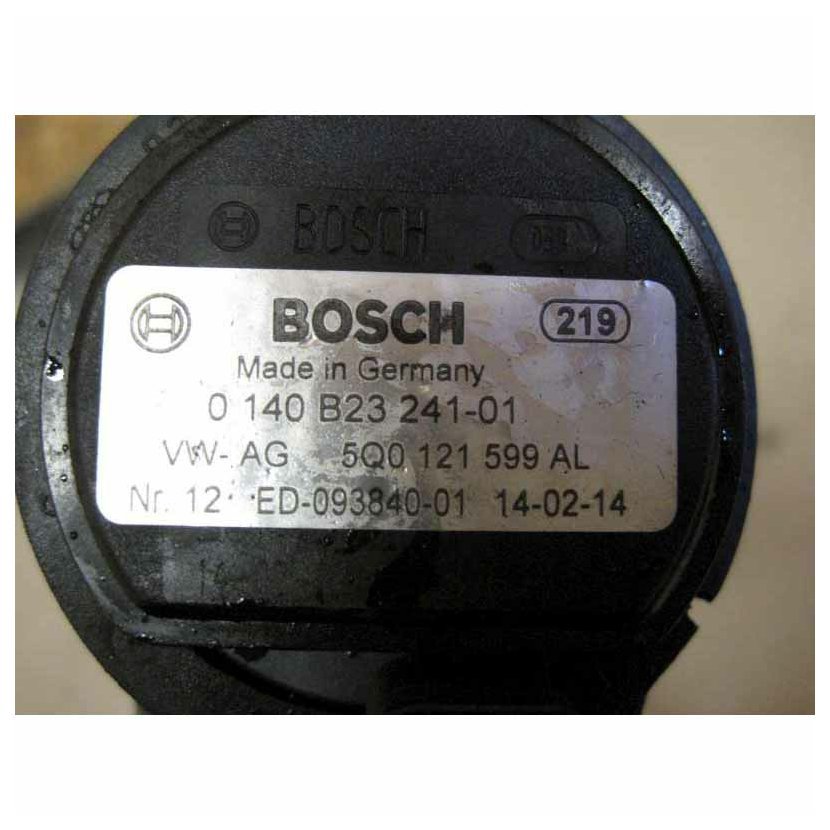 BOSCH
BOSCH 219
Made in Germany
0 140 B23 241-01
VW- AG 5Q0 121 599 AL
Nr. 12 ED-093840-01 14-02-14